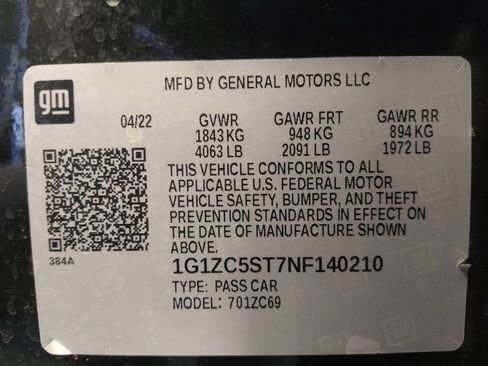 gm
MFD BY GENERAL MOTORS LLC
04/22 GVWR GAWR FRT GAWR RR
1843 KG 948 KG 894 KG
4063 LB 2091 LB 1972 LB
THIS VEHICLE CONFORMS TO ALL
APPLICABLE U.S. FEDERAL MOTOR
VEHICLE SAFETY, BUMPER, AND THEFT
PREVENTION STANDARDS IN EFFECT ON
THE DATE OF MANUFACTURE SHOWN
ABOVE.
384A
1G1ZC5ST7NF140210
TYPE: PASS CAR
MODEL: 701ZC69